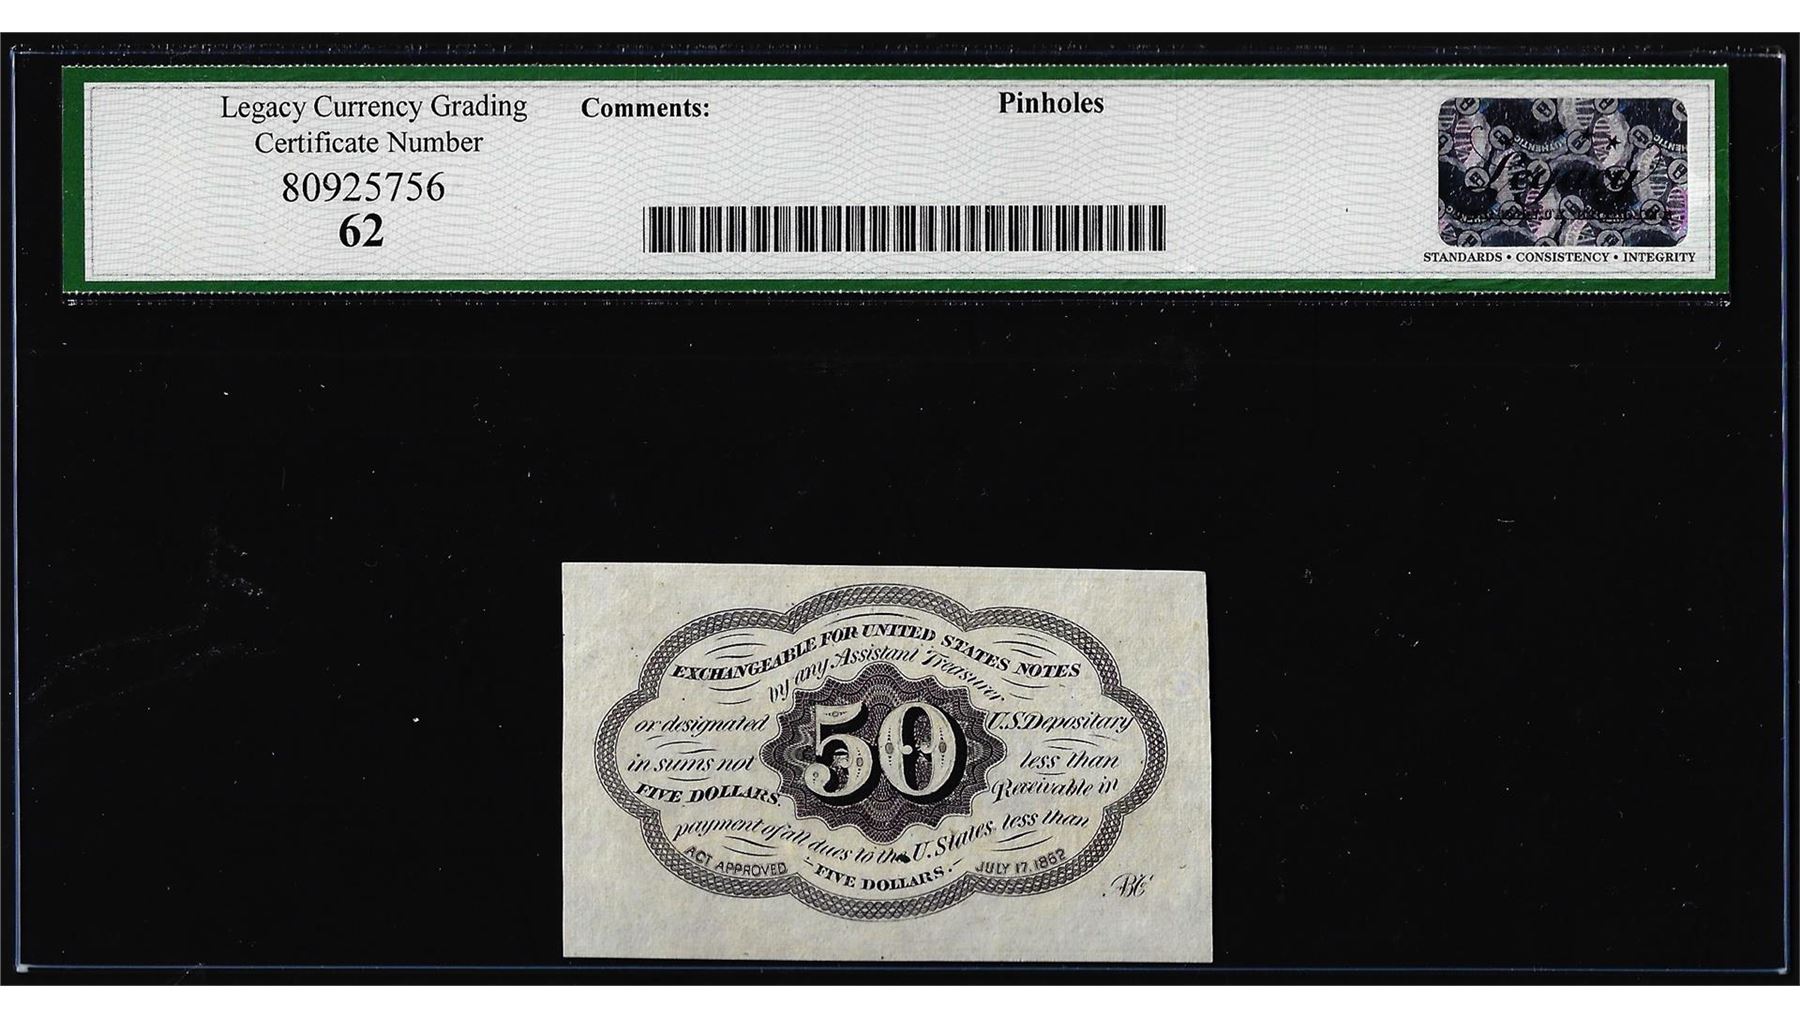 Legacy Currency Grading
Certificate Number
80925756
62
Comments:
Pinholes
Legacy
STANDARDS • CONSISTENCY • INTEGRITY
EXCHANGEABLE FOR UNITED STATES NOTES
by any Assistant Treasurer
or designated U.S. Depositary
in sums not less than
FIVE DOLLARS. Receivable in
payment of all dues to the U. States less than
FIVE DOLLARS.
50
ACT APPROVED JULY 17, 1862